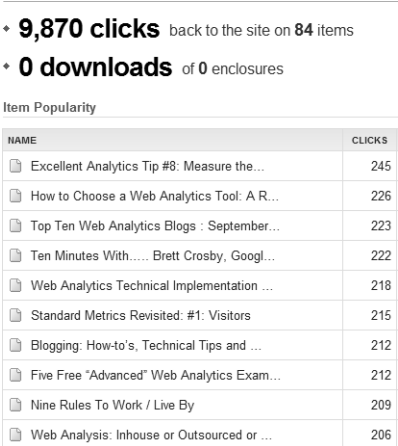 9,870 clicks back to the site on 84 items
0 downloads of 0 enclosures
Item Popularity
NAME CLICKS
Excellent Analytics Tip #8: Measure the... 245
How to Choose a Web Analytics Tool: A R... 226
Top Ten Web Analytics Blogs : September... 223
Ten Minutes With..... Brett Crosby, Googl... 222
Web Analytics Technical Implementation ... 218
Standard Metrics Revisited: #1: Visitors 215
Blogging: How-to's, Technical Tips and ... 212
Five Free “Advanced” Web Analytics Exam... 212
Nine Rules To Work / Live By 209
Web Analysis: Inhouse or Outsourced or ... 206